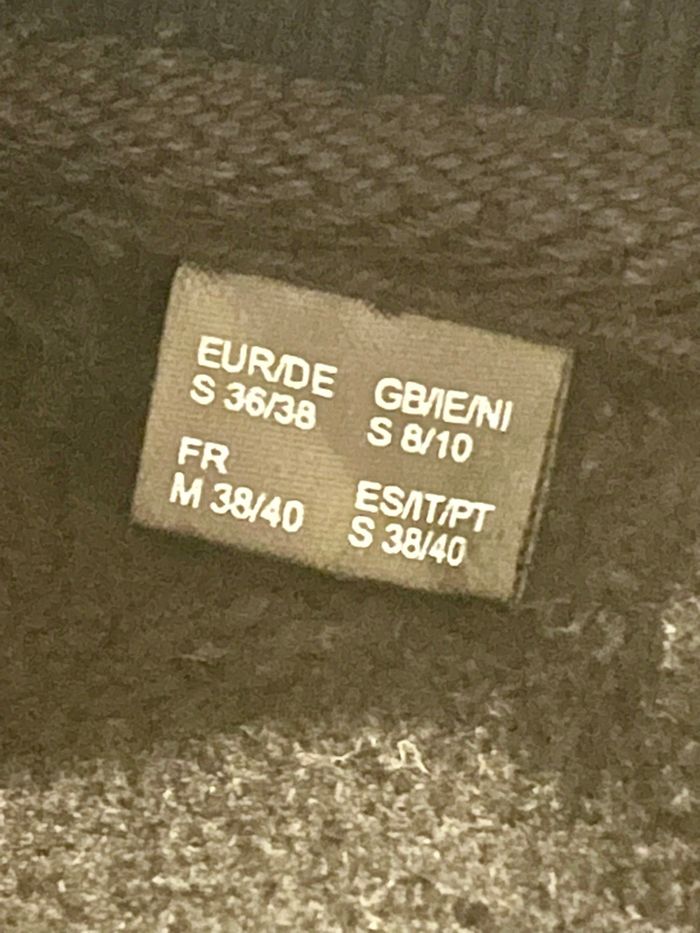 EUR/DE
S 36/38
GB/IE/NI
S 8/10
FR
M 38/40
ES/IT/PT
S 38/40